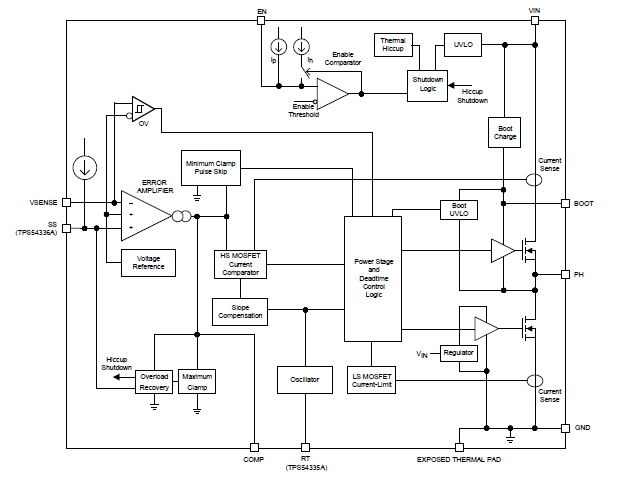 EN
VIN
Ip
Ih
Enable
Comparator
Thermal
Hiccup
UVLO
Shutdown
Logic
Hiccup
Shutdown
Enable
Threshold
OV
Boot
Charge
Minimum Clamp
Pulse Skip
Current
Sense
ERROR
AMPLIFIER
VSENSE
SS
(TPS54336A)
Boot
UVLO
BOOT
Voltage
Reference
HS MOSFET
Current
Comparator
Power Stage
and
Deadtime
Control
Logic
PH
Slope
Compensation
VIN
Regulator
Hiccup
Shutdown
Overload
Recovery
Maximum
Clamp
Oscillator
LS MOSFET
Current-Limit
Current
Sense
GND
COMP
RT
(TPS54335A)
EXPOSED THERMAL PAD